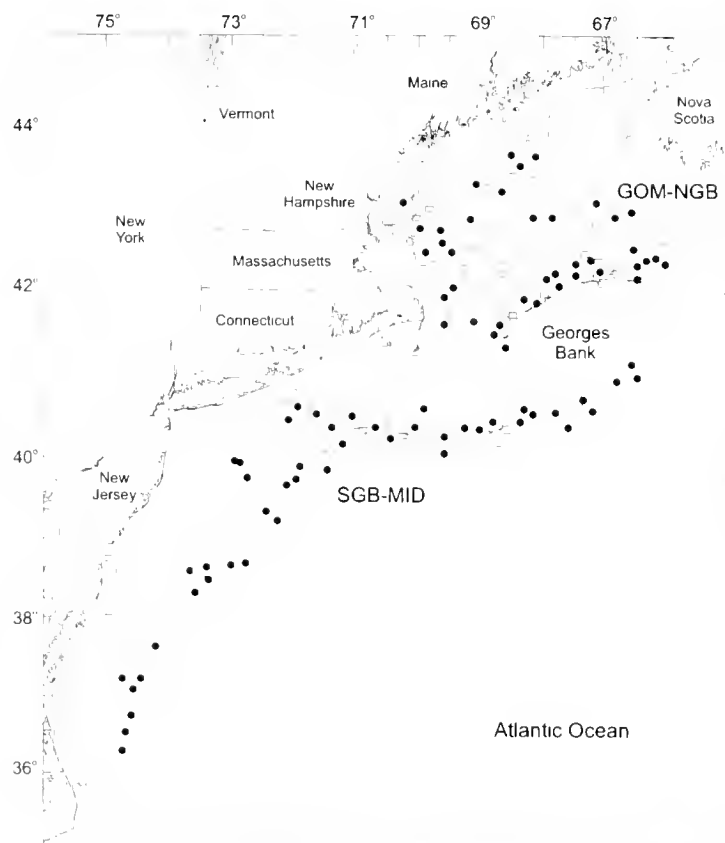 75° 73° 71° 69° 67°
Maine
Nova
Scotia
44°
Vermont
New
Hampshire
GOM-NGB
New
York
Massachusetts
42°
Connecticut
Georges
Bank
40°
New
Jersey
SGB-MID
38°
Atlantic Ocean
36°